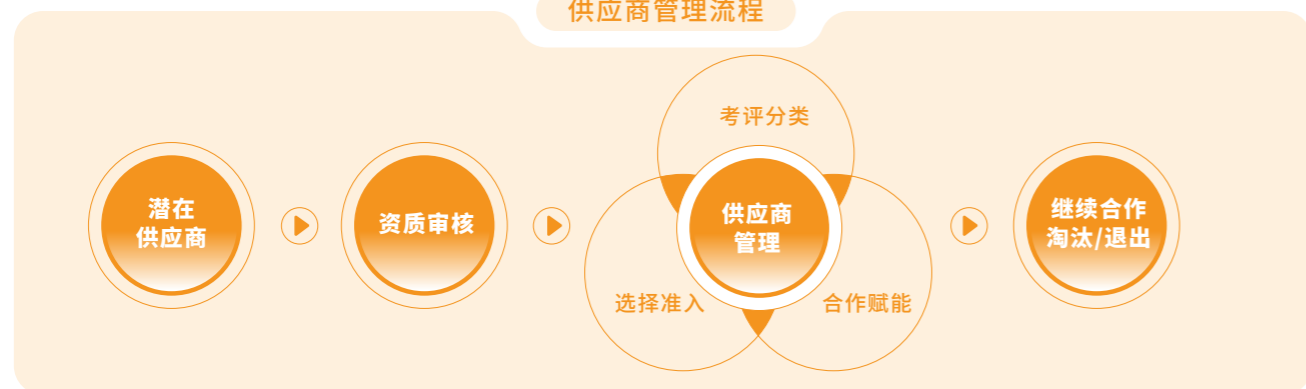 供应商管理流程
潜在
供应商
资质审核
考评分类
供应商
管理
选择准入
合作赋能
继续合作
淘汰/退出